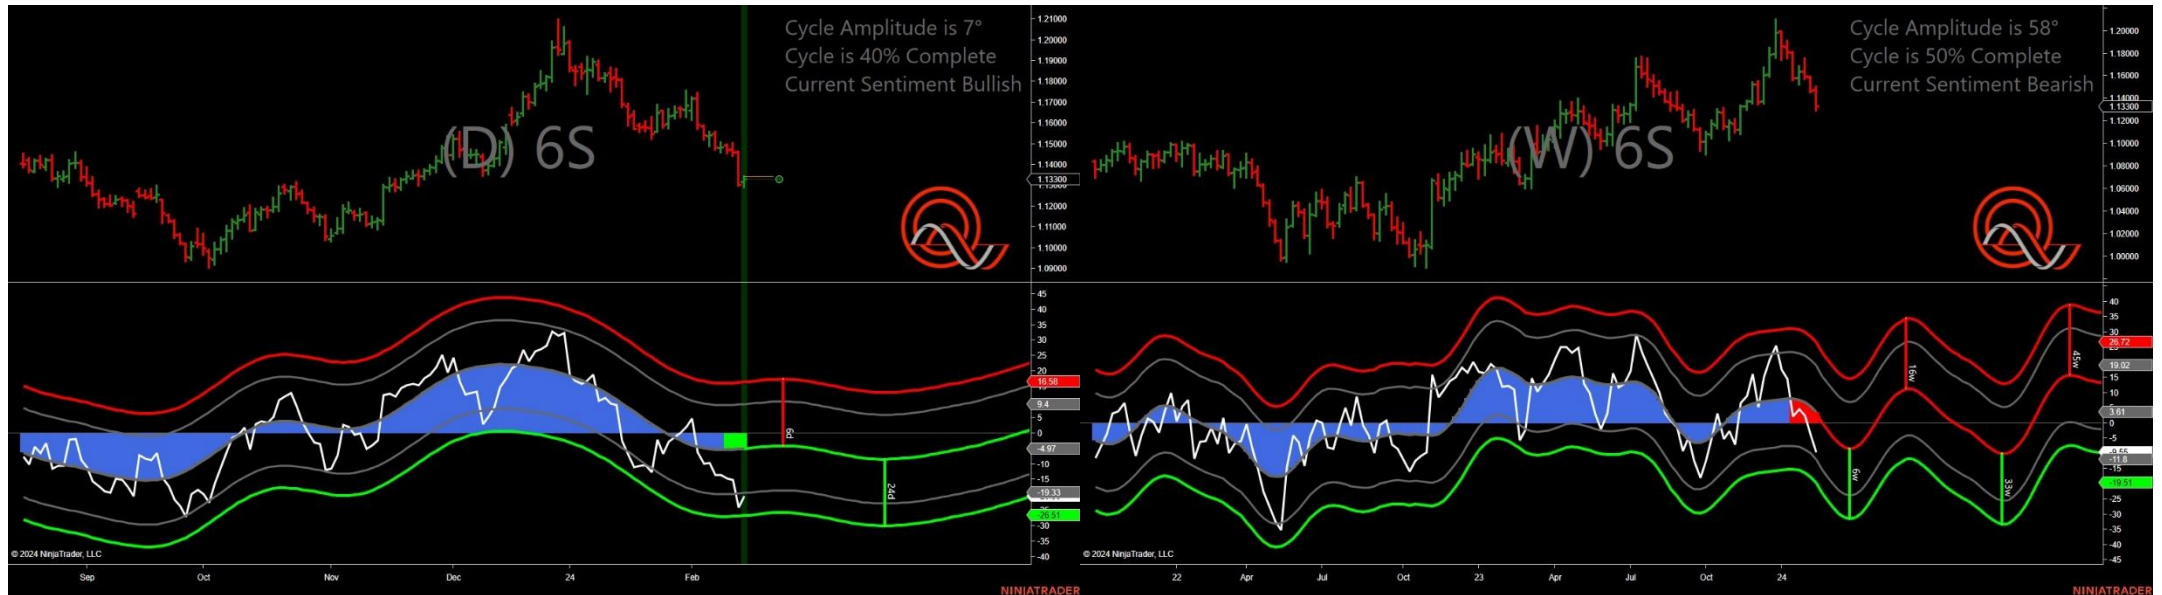 Cycle Amplitude is 7°
Cycle is 40% Complete
Current Sentiment Bullish
(D) 6S
1.21000
1.20000
1.19000
1.18000
1.17000
1.16000
1.15000
1.14000
1.13300
1.12000
1.11000
1.10000
1.09000
45
40
35
30
25
20
16.58
9.4
5
0
-4.97
-10
-15
-19.33
-26.51
-30
-35
-40
6d
24d
© 2024 NinjaTrader, LLC
Sep
Oct
Nov
Dec
24
Feb
NINJATRADER
Cycle Amplitude is 58°
Cycle is 50% Complete
Current Sentiment Bearish
(W) 6S
1.20000
1.18000
1.16000
1.14000
1.13300
1.12000
1.10000
1.08000
1.06000
1.04000
1.02000
1.00000
40
35
30
26.72
19.02
15
10
3.61
0
-5
-9.55
-11.8
-15
-19.51
-25
-30
-35
-40
-45
16w
45w
6w
33w
© 2024 NinjaTrader, LLC
22
Apr
Jul
Oct
23
Apr
Jul
Oct
24
NINJATRADER